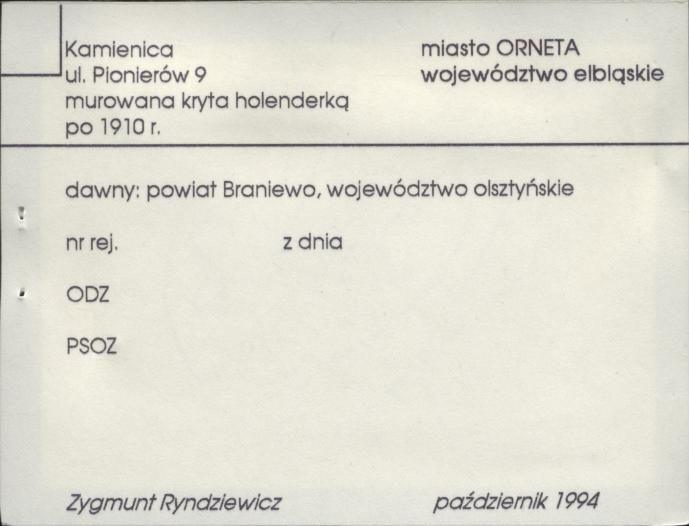 Kamienica
ul. Pionierów 9
murowana kryta holenderką
po 1910 r.
miasto ORNETA
województwo elbląskie
dawny: powiat Braniewo, województwo olsztyńskie
nr rej. z dnia
ODZ
PSOZ
Zygmunt Ryndziewicz październik 1994